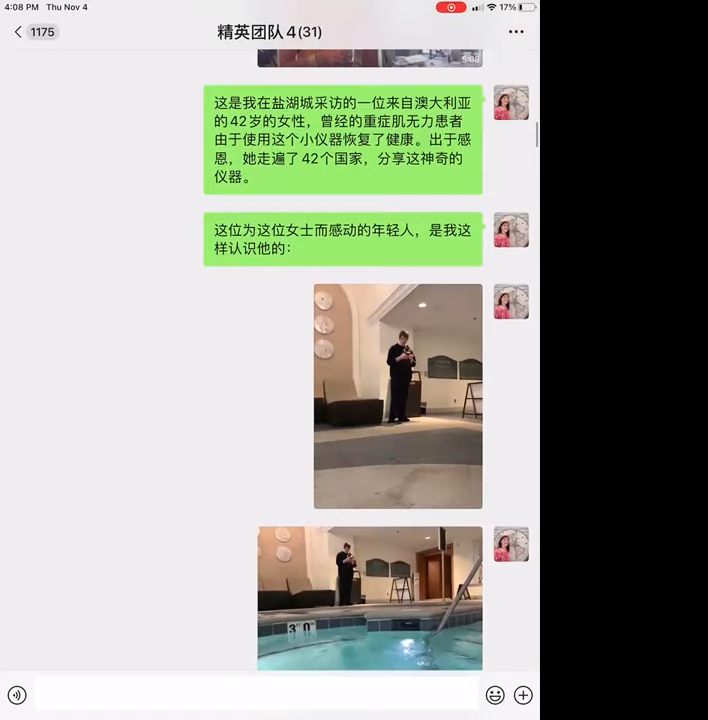 4:08 PM Thu Nov 4
17%
1175
精英团队4(31)
5:08
这是我在盐湖城采访的一位来自澳大利亚
的42岁的女性，曾经的重症肌无力患者
由于使用这个小仪器恢复了健康。出于感
恩，她走遍了42个国家，分享这神奇的
仪器。
这位为这位女士而感动的年轻人，是我这
样认识他的：